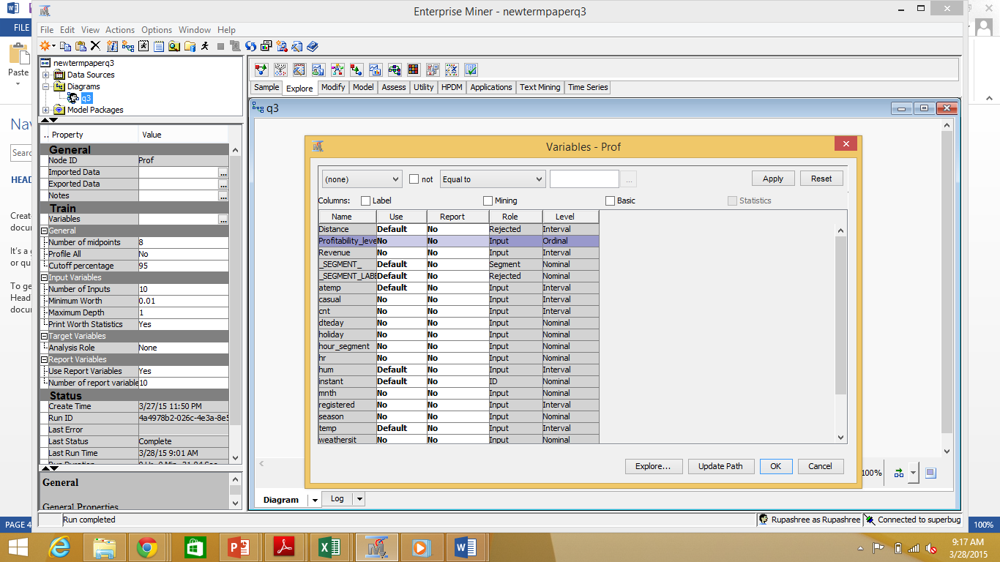 Enterprise Miner - newtermpaperq3
FILE
File Edit View Actions Options Window Help
Paste
newtermpaperq3
Data Sources
Diagrams
q3
Model Packages
Sample Explore Modify Model Assess Utility HPDM Applications Text Mining Time Series
q3
Nav
Sear
HEAD
Creat
docu
It's a
or qu
To ge
Head
docu
.. Property Value
General
Node ID Prof
Imported Data ...
Exported Data ...
Notes ...
Train
Variables ...
General
Number of midpoints 8
Profile All No
Cutoff percentage 95
Input Variables
Number of Inputs 10
Minimum Worth 0.01
Maximum Depth 1
Print Worth Statistics Yes
Target Variables
Analysis Role None
Report Variables
Use Report Variables Yes
Number of report variable 10
Status
Create Time 3/27/15 11:50 PM
Run ID 4a4978b2-026c-4e3a-8e5
Last Error
Last Status Complete
Last Run Time 3/28/15 9:01 AM
Run Duration 0 Hr. 0 Min. 31.94 Sec.
General
General Properties
Variables - Prof
(none) not Equal to ... Apply Reset
Columns: Label Mining Basic Statistics
Name Use Report Role Level
Distance Default No Rejected Interval
Profitability_leve No No Input Ordinal
Revenue No No Input Interval
_SEGMENT_ Default No Segment Nominal
_SEGMENT_LABE Default No Rejected Nominal
atemp Default No Input Interval
casual No No Input Interval
cnt No No Input Interval
dteday No No Input Nominal
holiday No No Input Nominal
hour_segment No No Input Nominal
hr No No Input Nominal
hum Default No Input Interval
instant Default No ID Nominal
mnth No No Input Nominal
registered No No Input Interval
season No No Input Nominal
temp Default No Input Interval
weathersit No No Input Nominal
Explore... Update Path OK Cancel
100%
Diagram Log
Run completed Rupashree as Rupashree Connected to superbug
PAGE 4 100%
9:17 AM
3/28/2015